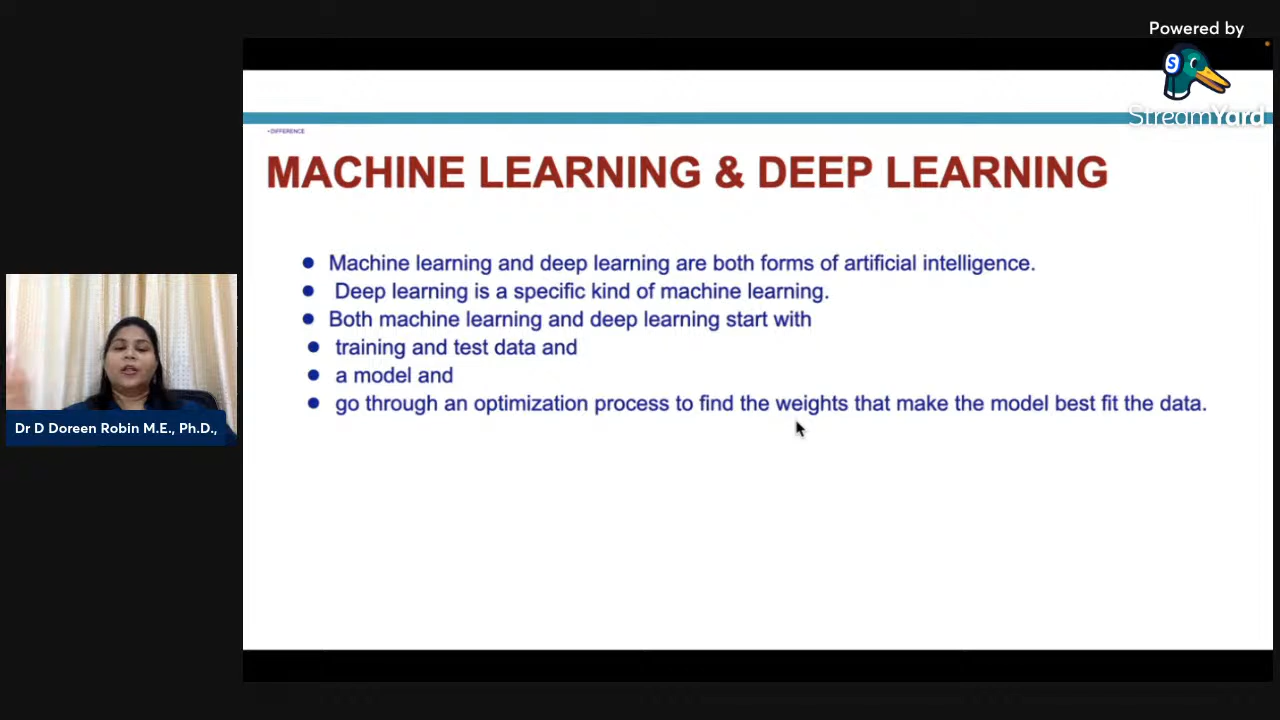 Powered by
StreamYard
•DIFFERENCE
MACHINE LEARNING & DEEP LEARNING
● Machine learning and deep learning are both forms of artificial intelligence.
● Deep learning is a specific kind of machine learning.
● Both machine learning and deep learning start with
● training and test data and
● a model and
● go through an optimization process to find the weights that make the model best fit the data.
Dr D Doreen Robin M.E., Ph.D.,